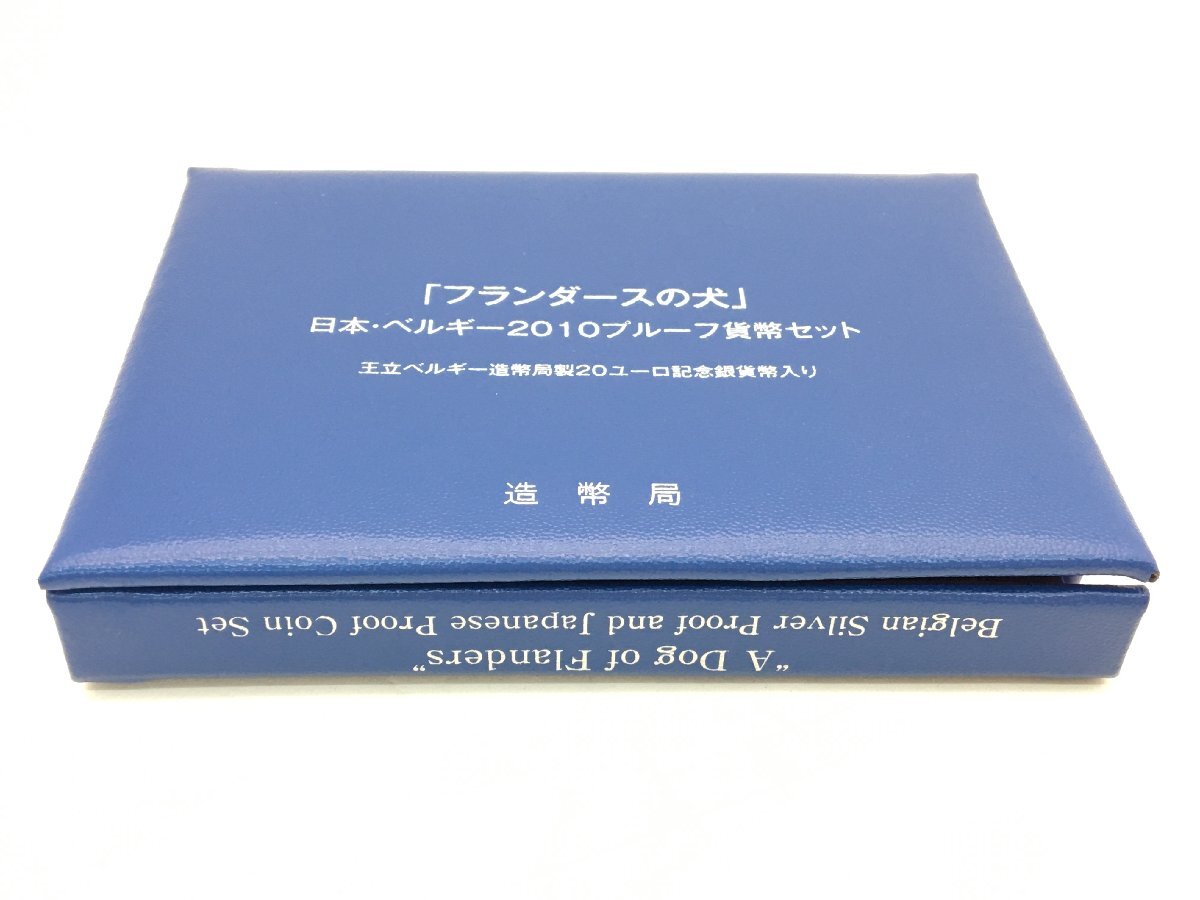 「フランダースの犬」
日本・ベルギー2010プルーフ貨幣セット
王立ベルギー造幣局製20ユーロ記念銀貨幣入り
造幣局
"A Dog of Flanders"
Belgian Silver Proof and Japanese Proof Coin Set